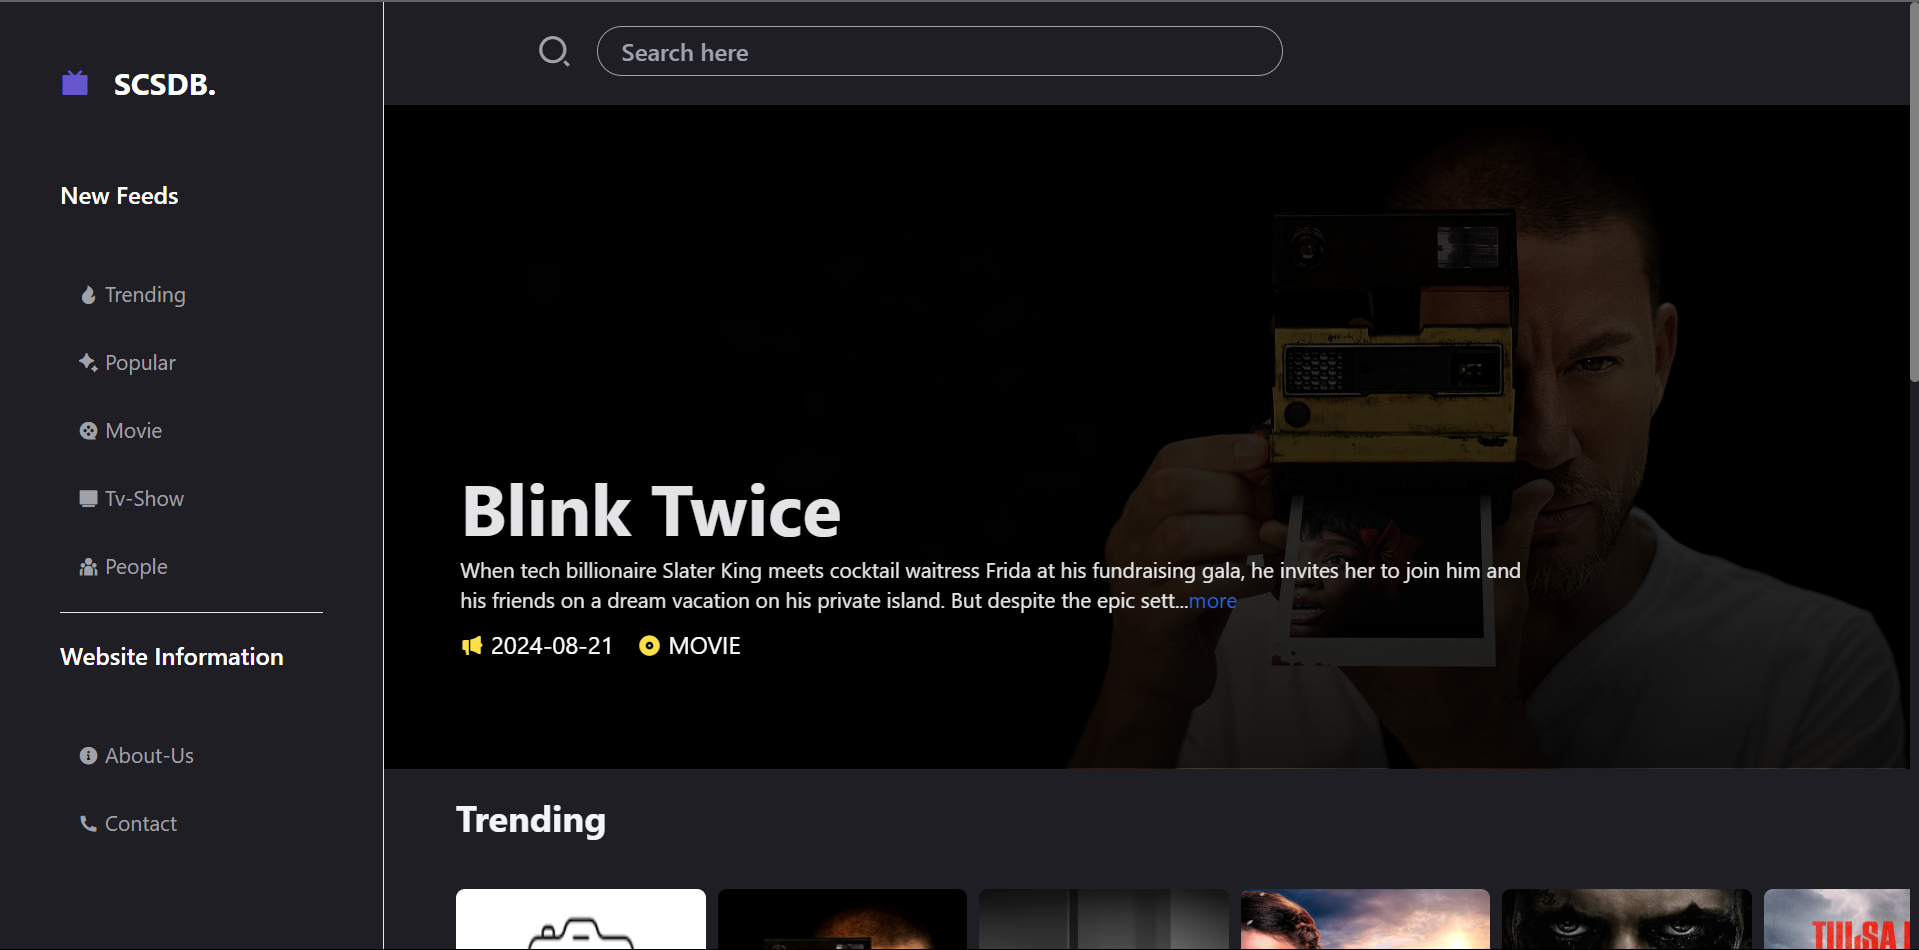 SCSDB.
Search here
New Feeds
Trending
Popular
Movie
Tv-Show
People
Website Information
About-Us
Contact
Blink Twice
When tech billionaire Slater King meets cocktail waitress Frida at his fundraising gala, he invites her to join him and
his friends on a dream vacation on his private island. But despite the epic sett...more
2024-08-21 MOVIE
Trending
TULSA